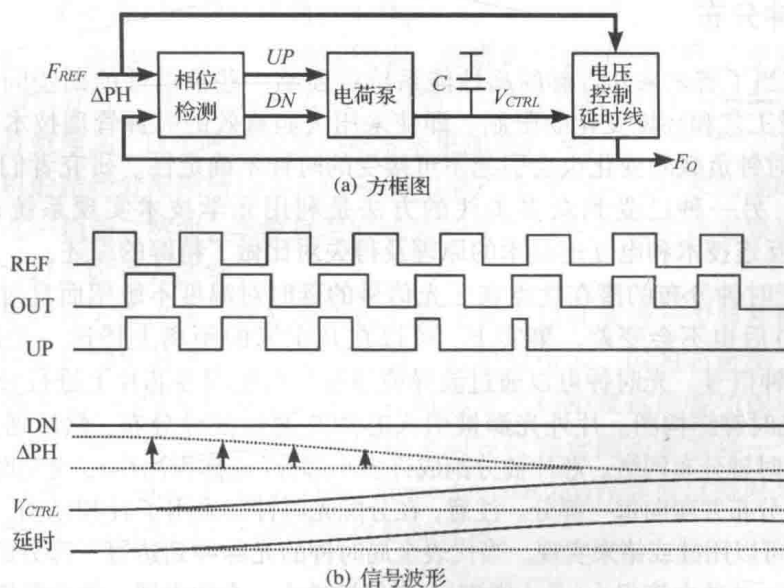 F_REF
ΔPH
相位
检测
UP
DN
电荷泵
C
V_CTRL
电压
控制
延时线
F_O
(a) 方框图
REF
OUT
UP
DN
ΔPH
V_CTRL
延时
(b) 信号波形